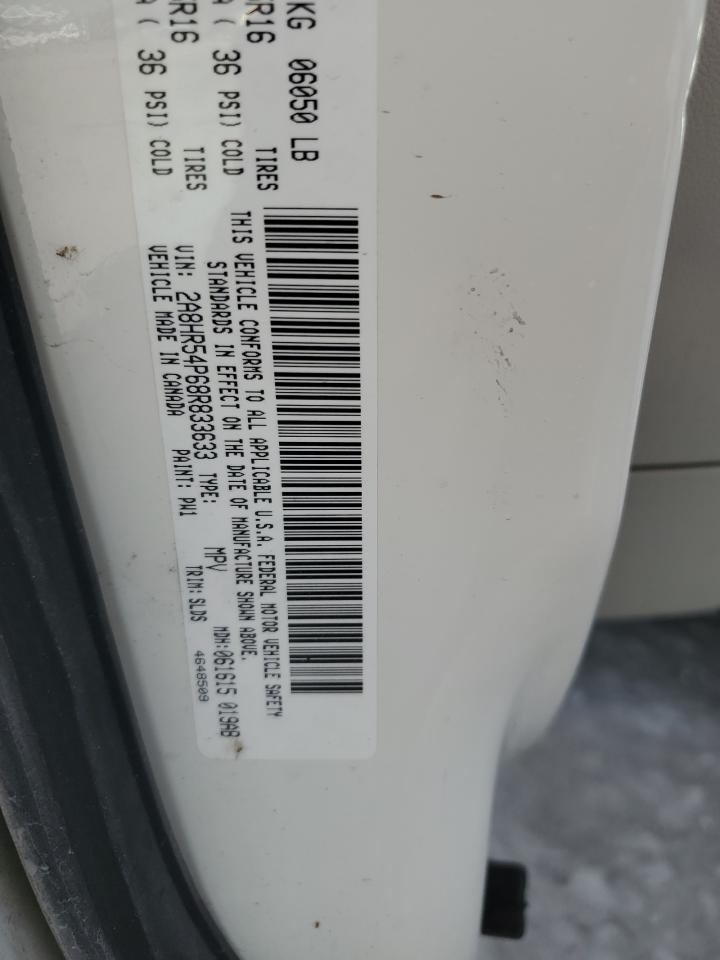 KG 06050 LB
R16 TIRES
( 36 PSI) COLD
R16 TIRES
( 36 PSI) COLD
THIS VEHICLE CONFORMS TO ALL APPLICABLE U.S.A. FEDERAL MOTOR VEHICLE SAFETY
STANDARDS IN EFFECT ON THE DATE OF MANUFACTURE SHOWN ABOVE.
VIN: 2A8HR54P68R833633 TYPE: MPV MDH:061615 019AB
VEHICLE MADE IN CANADA PAINT: PW1 TRIM:SLDS 4648509